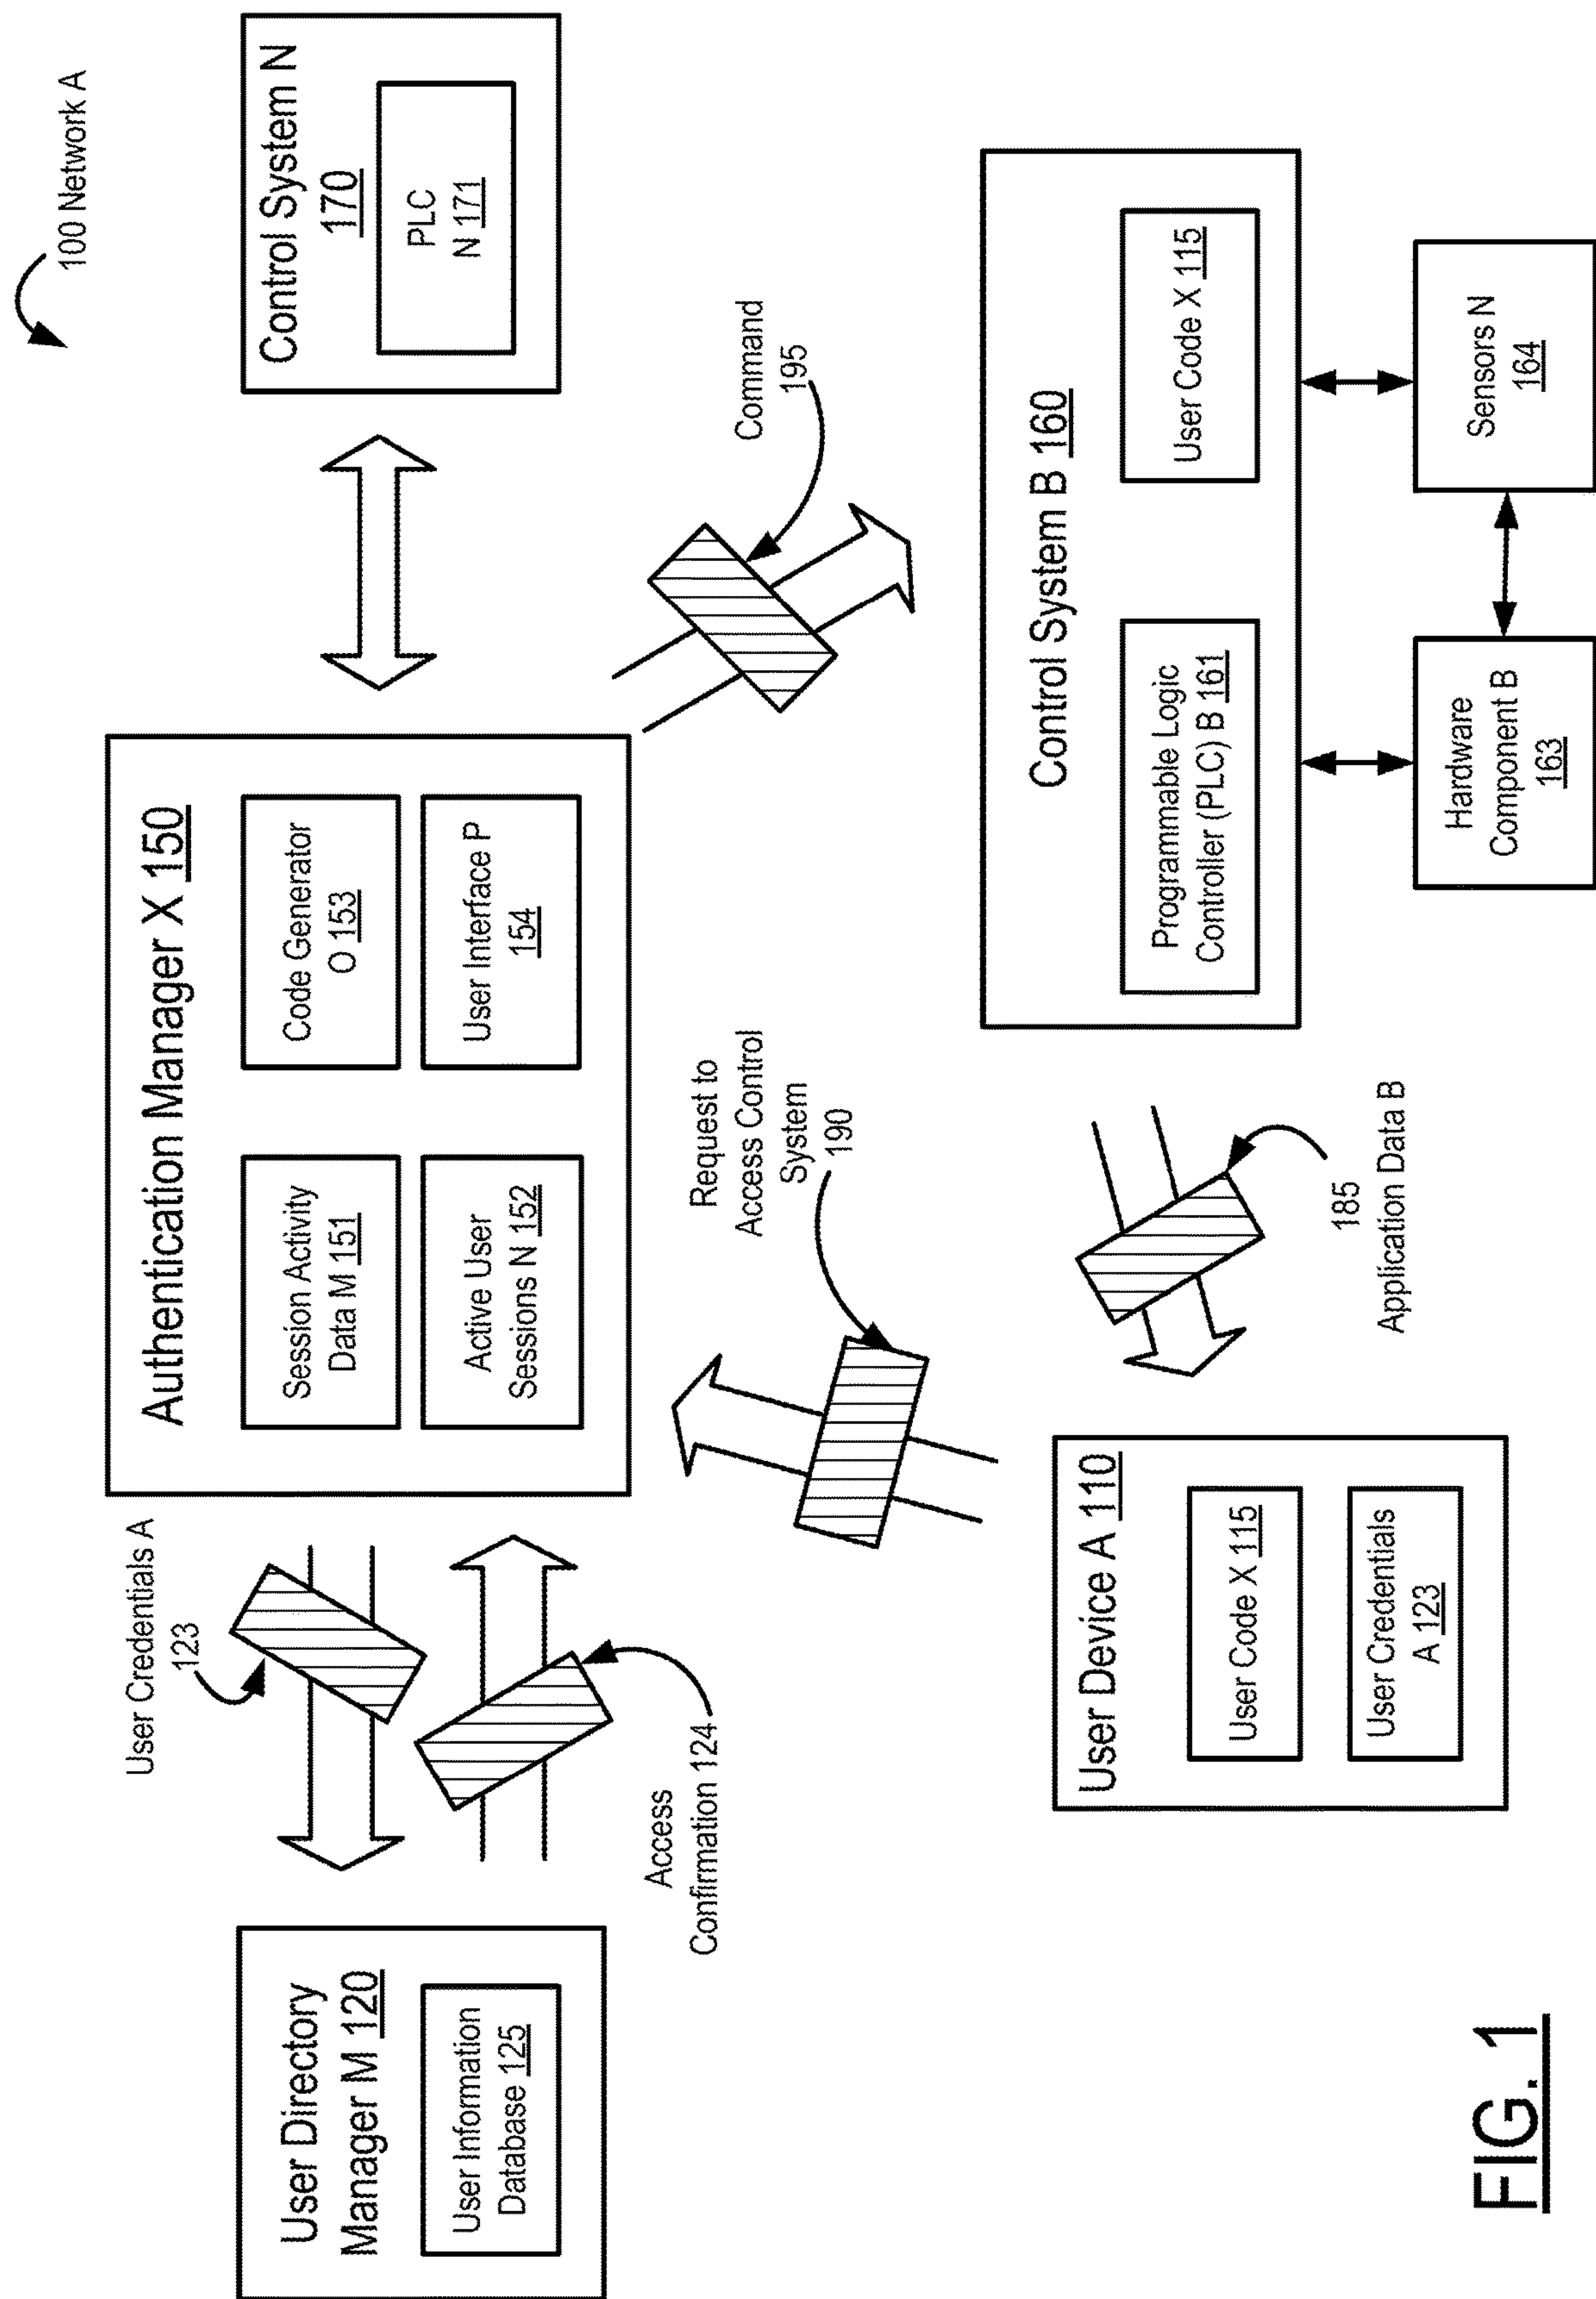 100 Network A
User Directory
Manager M 120
User Information
Database 125
User Credentials A
123
Access
Confirmation 124
Authentication Manager X 150
Session Activity
Data M 151
Code Generator
O 153
Active User
Sessions N 152
User Interface P
154
Control System N
170
PLC
N 171
Request to
Access Control
System
190
Command
195
User Device A 110
User Code X 115
User Credentials
A 123
185
Application Data B
Control System B 160
Programmable Logic
Controller (PLC) B 161
User Code X 115
Hardware
Component B
163
Sensors N
164
FIG. 1